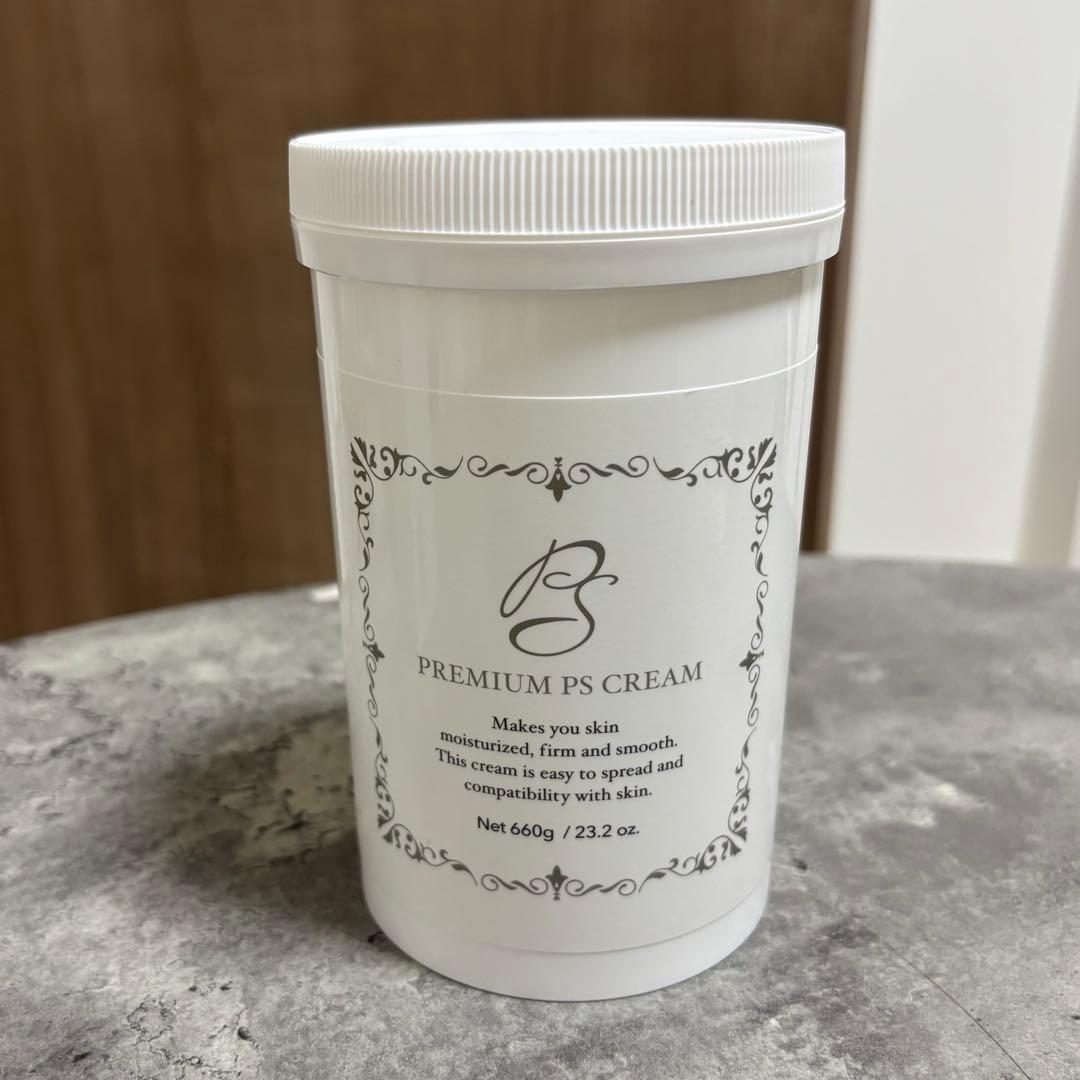 PS
PREMIUM PS CREAM
Makes you skin
moisturized, firm and smooth.
This cream is easy to spread and
compatibility with skin.
Net 660g / 23.2 oz.